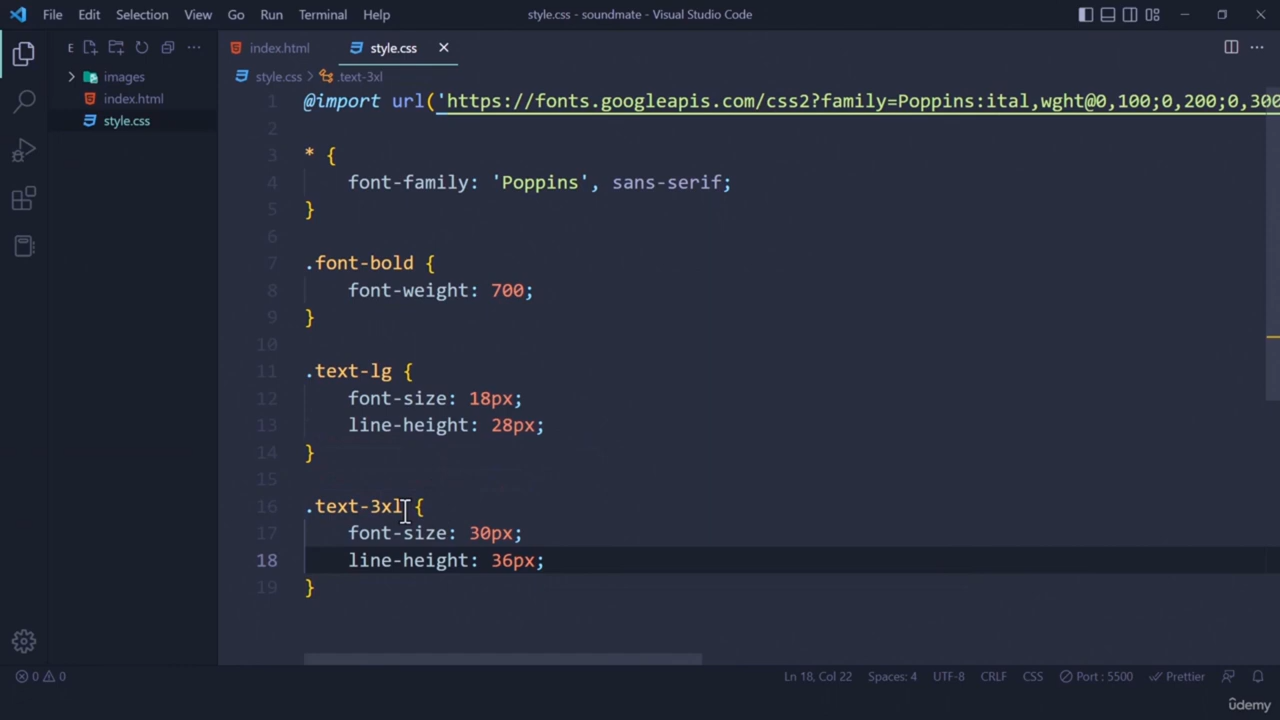 File Edit Selection View Go Run Terminal Help
style.css - soundmate - Visual Studio Code
E
images
index.html
style.css
index.html
style.css
style.css > .text-3xl
1 @import url('https://fonts.googleapis.com/css2?family=Poppins:ital,wght@0,100;0,200;0,300
2
3 * {
4 font-family: 'Poppins', sans-serif;
5 }
6
7 .font-bold {
8 font-weight: 700;
9 }
10
11 .text-lg {
12 font-size: 18px;
13 line-height: 28px;
14 }
15
16 .text-3xl {
17 font-size: 30px;
18 line-height: 36px;
19 }
0 0
Ln 18, Col 22 Spaces: 4 UTF-8 CRLF CSS Port : 5500 Prettier
ûdemy